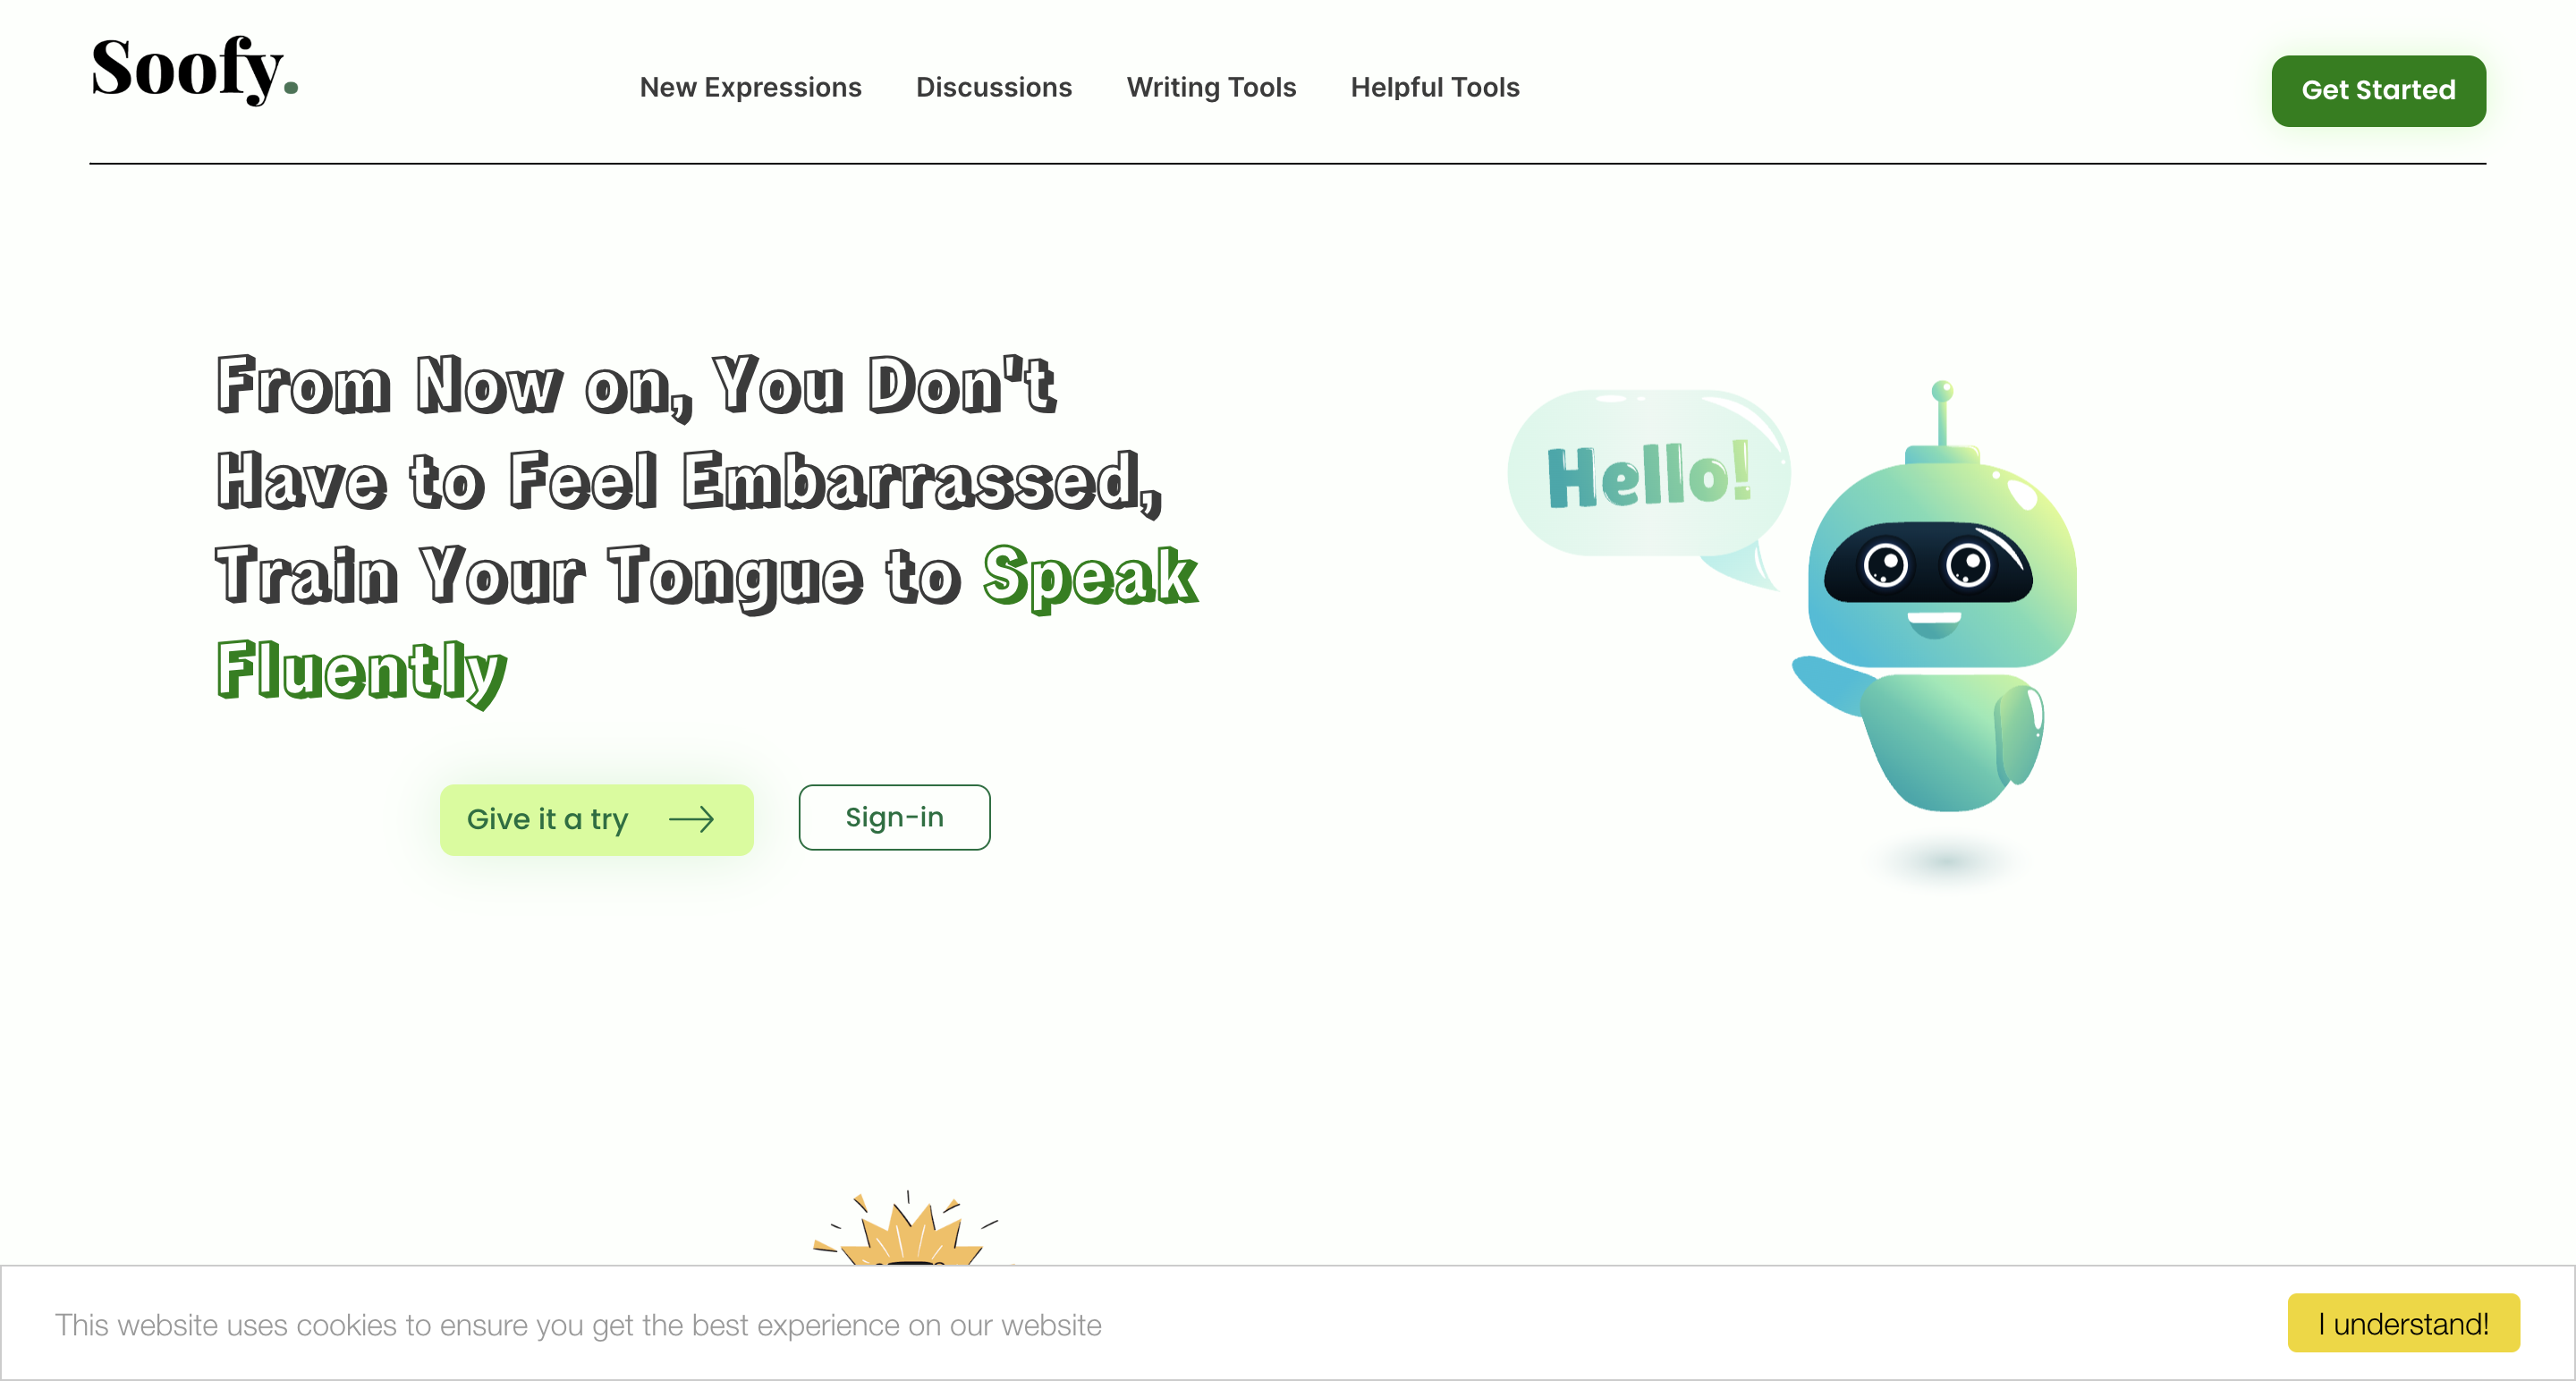 Soofy.
New Expressions Discussions Writing Tools Helpful Tools
Get Started
From Now on, You Don't
Have to Feel Embarrassed,
Train Your Tongue to Speak
Fluently
Hello!
Give it a try
Sign-in
This website uses cookies to ensure you get the best experience on our website
I understand!